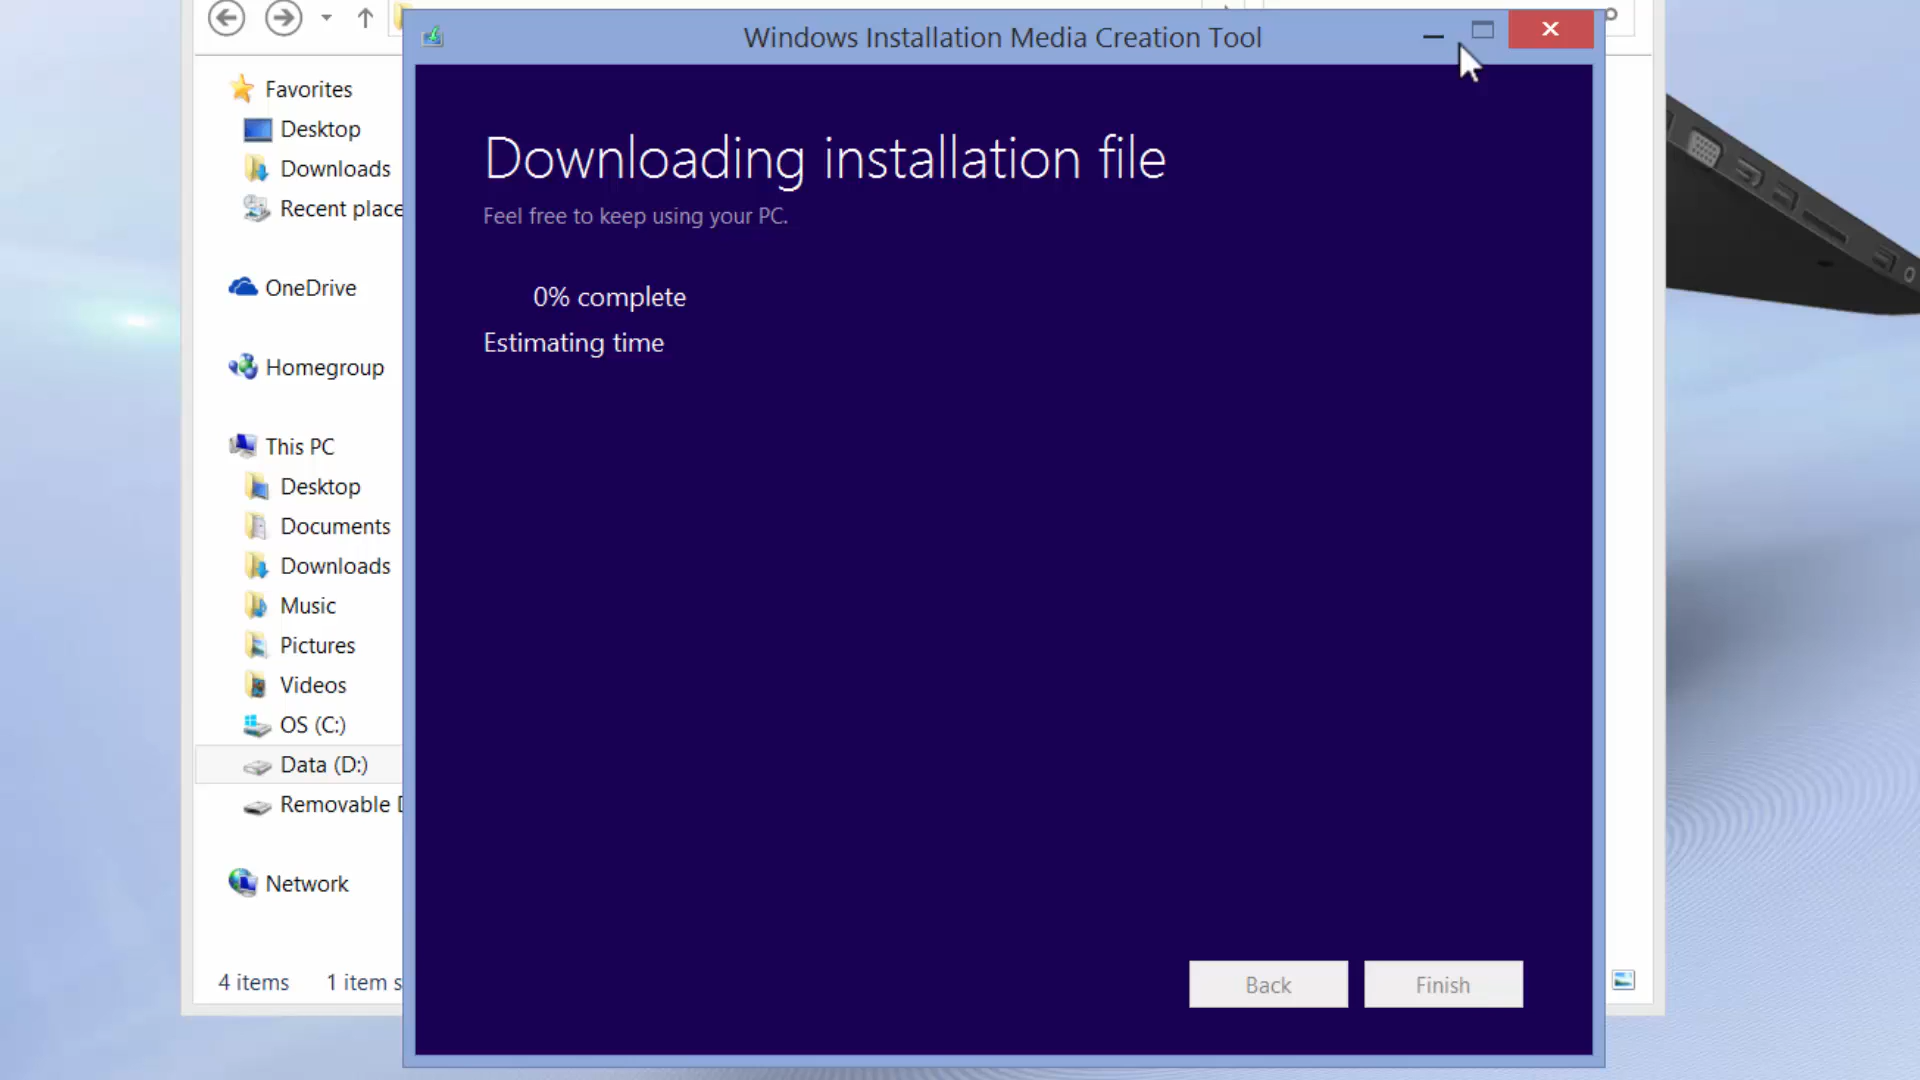 Windows Installation Media Creation Tool
Favorites
Desktop
Downloads
Recent place
OneDrive
Homegroup
This PC
Desktop
Documents
Downloads
Music
Pictures
Videos
OS (C:)
Data (D:)
Removable
Network
4 items 1 item s
Downloading installation file
Feel free to keep using your PC.
0% complete
Estimating time
Back
Finish